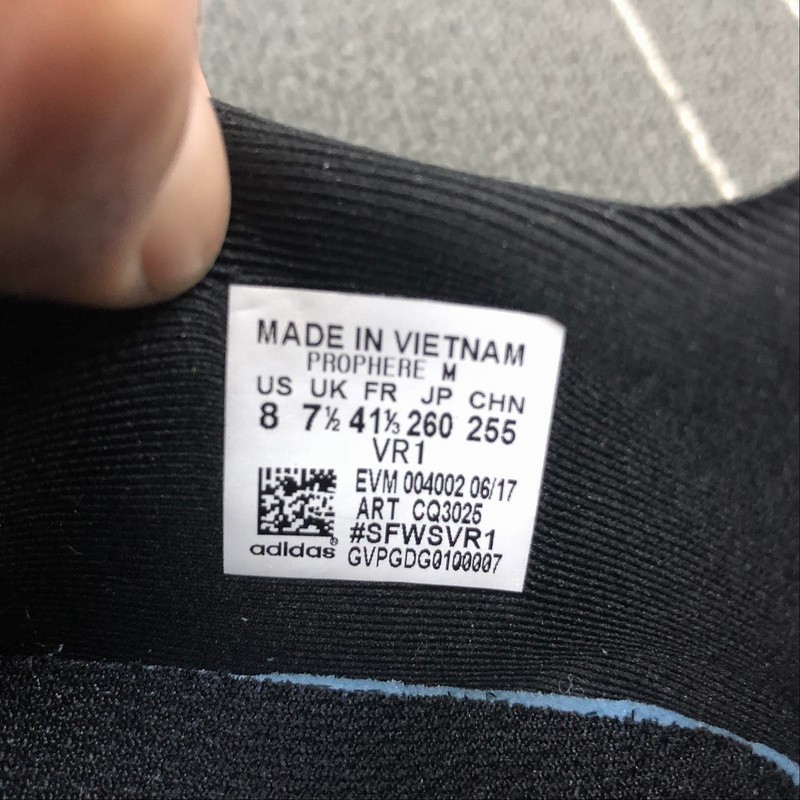 MADE IN VIETNAM
PROPHERE M
US UK FR JP CHN
8 7½ 41⅓ 260 255
VR1
EVM 004002 06/17
ART CQ3025
#SFWSVR1
adidas®
GVPGDG0100007